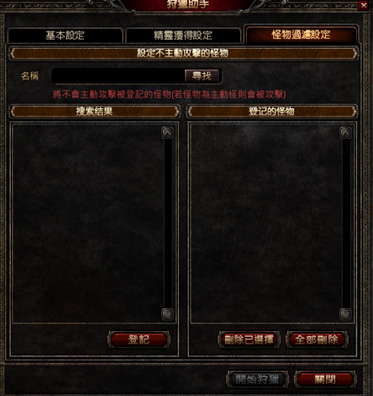 狩獵助手
基本設定 精靈獲得設定 怪物過濾設定
設定不主動攻擊的怪物
名稱 尋找
將不會主動攻擊被登記的怪物(若怪物為主動怪則會被攻擊)
搜索结果 登记的怪物
登記 刪除已選擇 全部刪除
開始狩獵 關閉